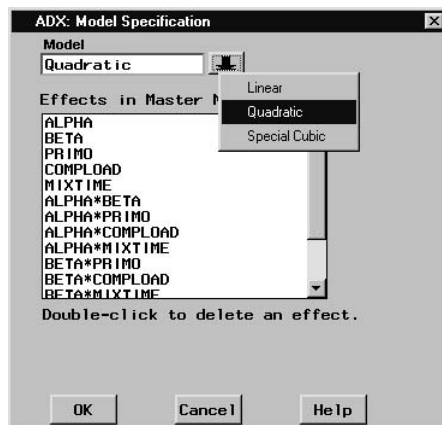 ADX: Model Specification
Model
Quadratic
Linear
Quadratic
Special Cubic
Effects in Master
ALPHA
BETA
PRIMO
COMPLOAD
MIXTIME
ALPHA*BETA
ALPHA*PRIMO
ALPHA*COMPLOAD
ALPHA*MIXTIME
BETA*PRIMO
BETA*COMPLOAD
BETA*MIXTIME
Double-click to delete an effect.
OK Cancel Help